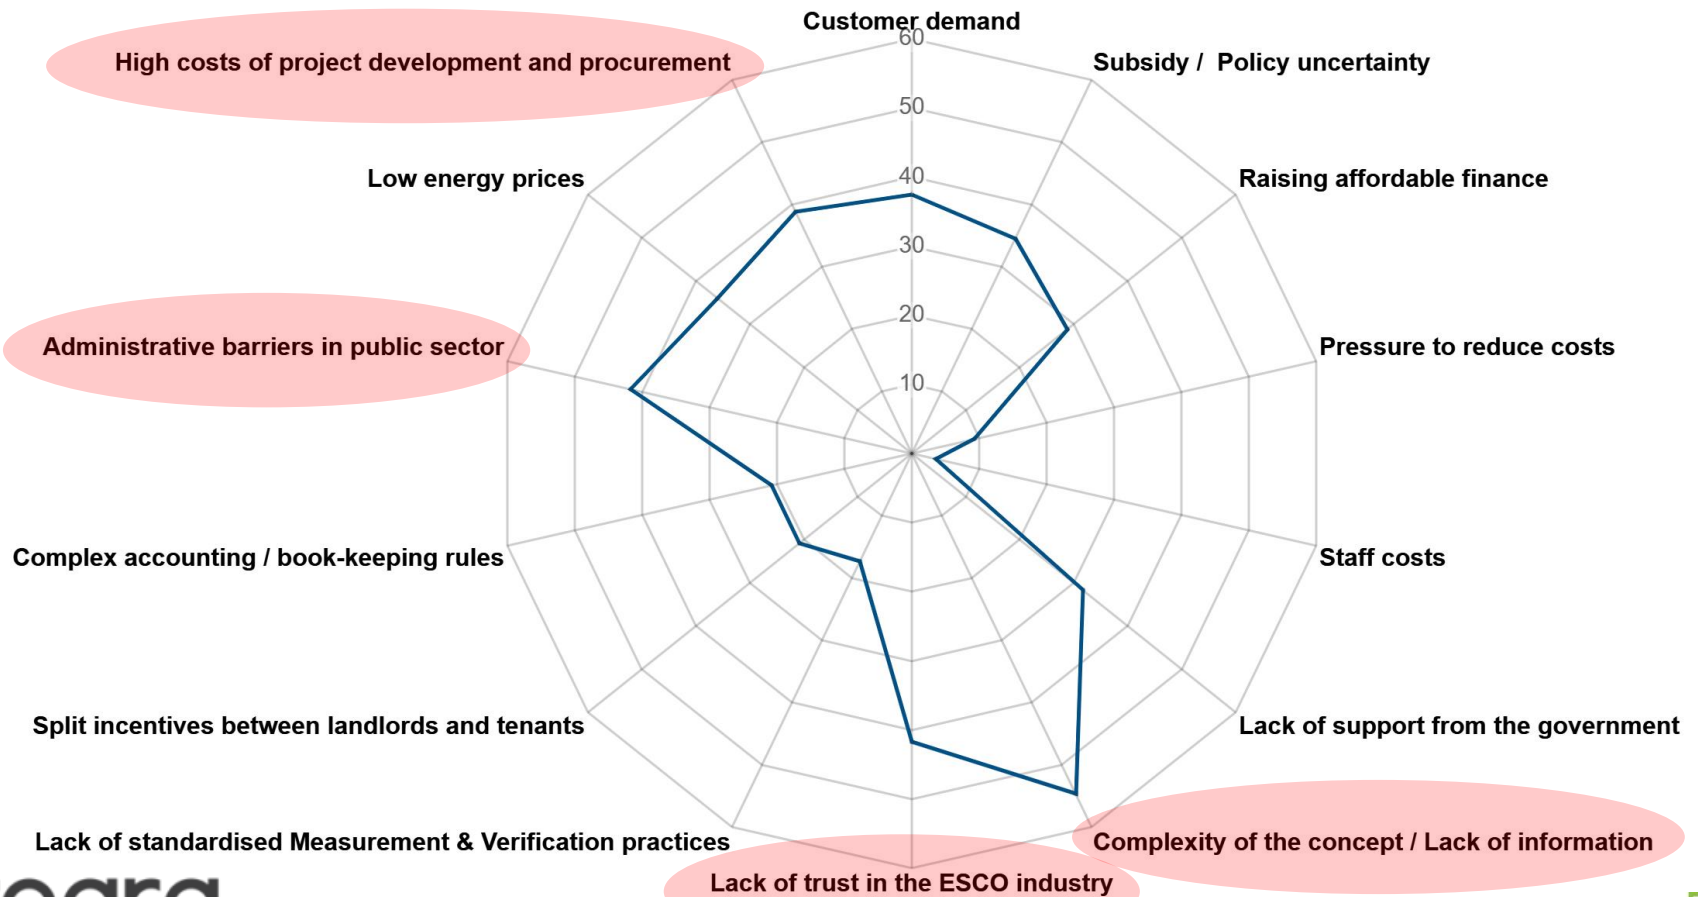 Customer demand
60
High costs of project development and procurement
Subsidy /  Policy uncertainty
50
40
Low energy prices
Raising affordable finance
30
20
Administrative barriers in public sector
Pressure to reduce costs
10
Complex accounting / book-keeping rules
Staff costs
Split incentives between landlords and tenants
Lack of support from the government
Lack of standardised Measurement & Verification practices
Complexity of the concept / Lack of information
Lack of trust in the ESCO industry